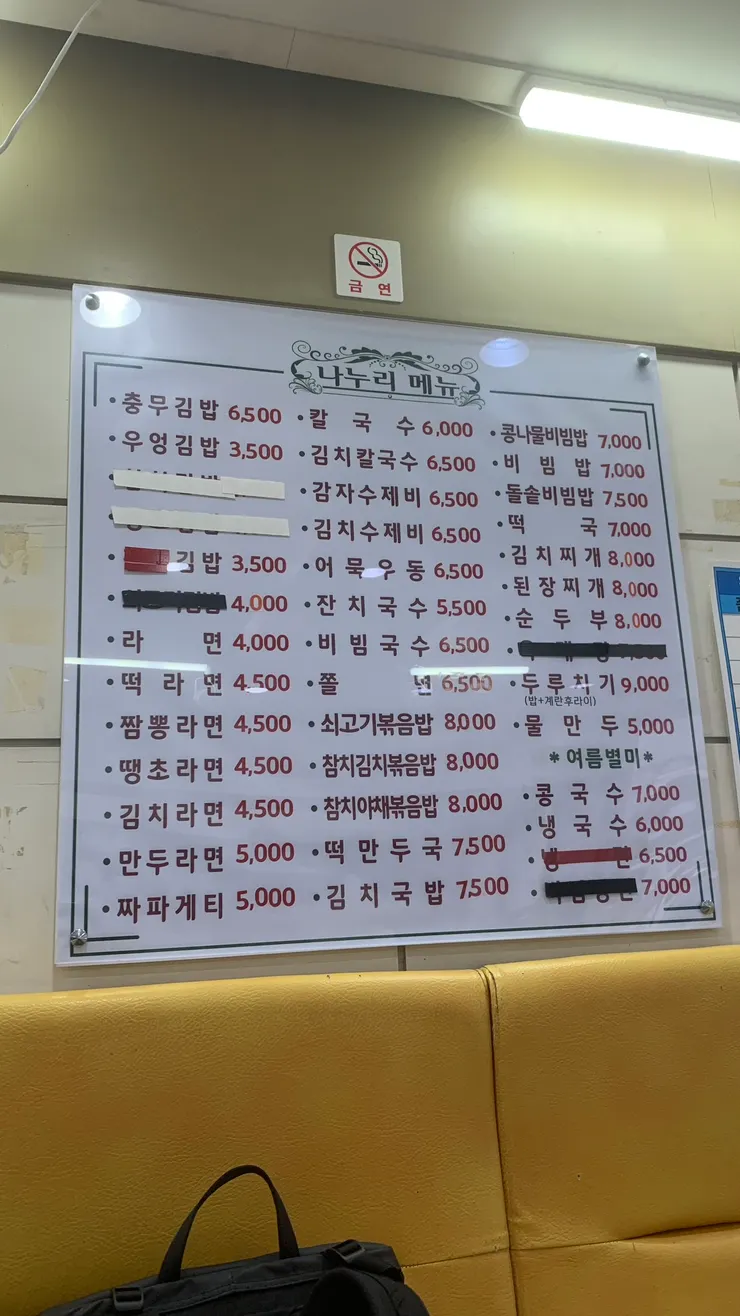 금 연
나누리 메뉴
충무김밥 6,500
우엉김밥 3,500
김밥 3,500
4,000
라 면 4,000
떡 라 면 4,500
짬뽕라면 4,500
땡초라면 4,500
김치라면 4,500
만두라면 5,000
짜파게티 5,000
칼 국 수 6,000
김치칼국수 6,500
감자수제비 6,500
김치수제비 6,500
어묵우동 6,500
잔치국수 5,500
비빔국수 6,500
쫄 면 6,500
쇠고기볶음밥 8,000
참치김치볶음밥 8,000
참치야채볶음밥 8,000
떡만두국 7,500
김치국밥 7,500
콩나물비빔밥 7,000
비 빔 밥 7,000
돌솥비빔밥 7,500
떡 국 7,000
김치찌개 8,000
된장찌개 8,000
순 두 부 8,000
두루치기 9,000
(밥+계란후라이)
물 만 두 5,000
*여름별미*
콩 국 수 7,000
냉 국 수 6,000
6,500
7,000